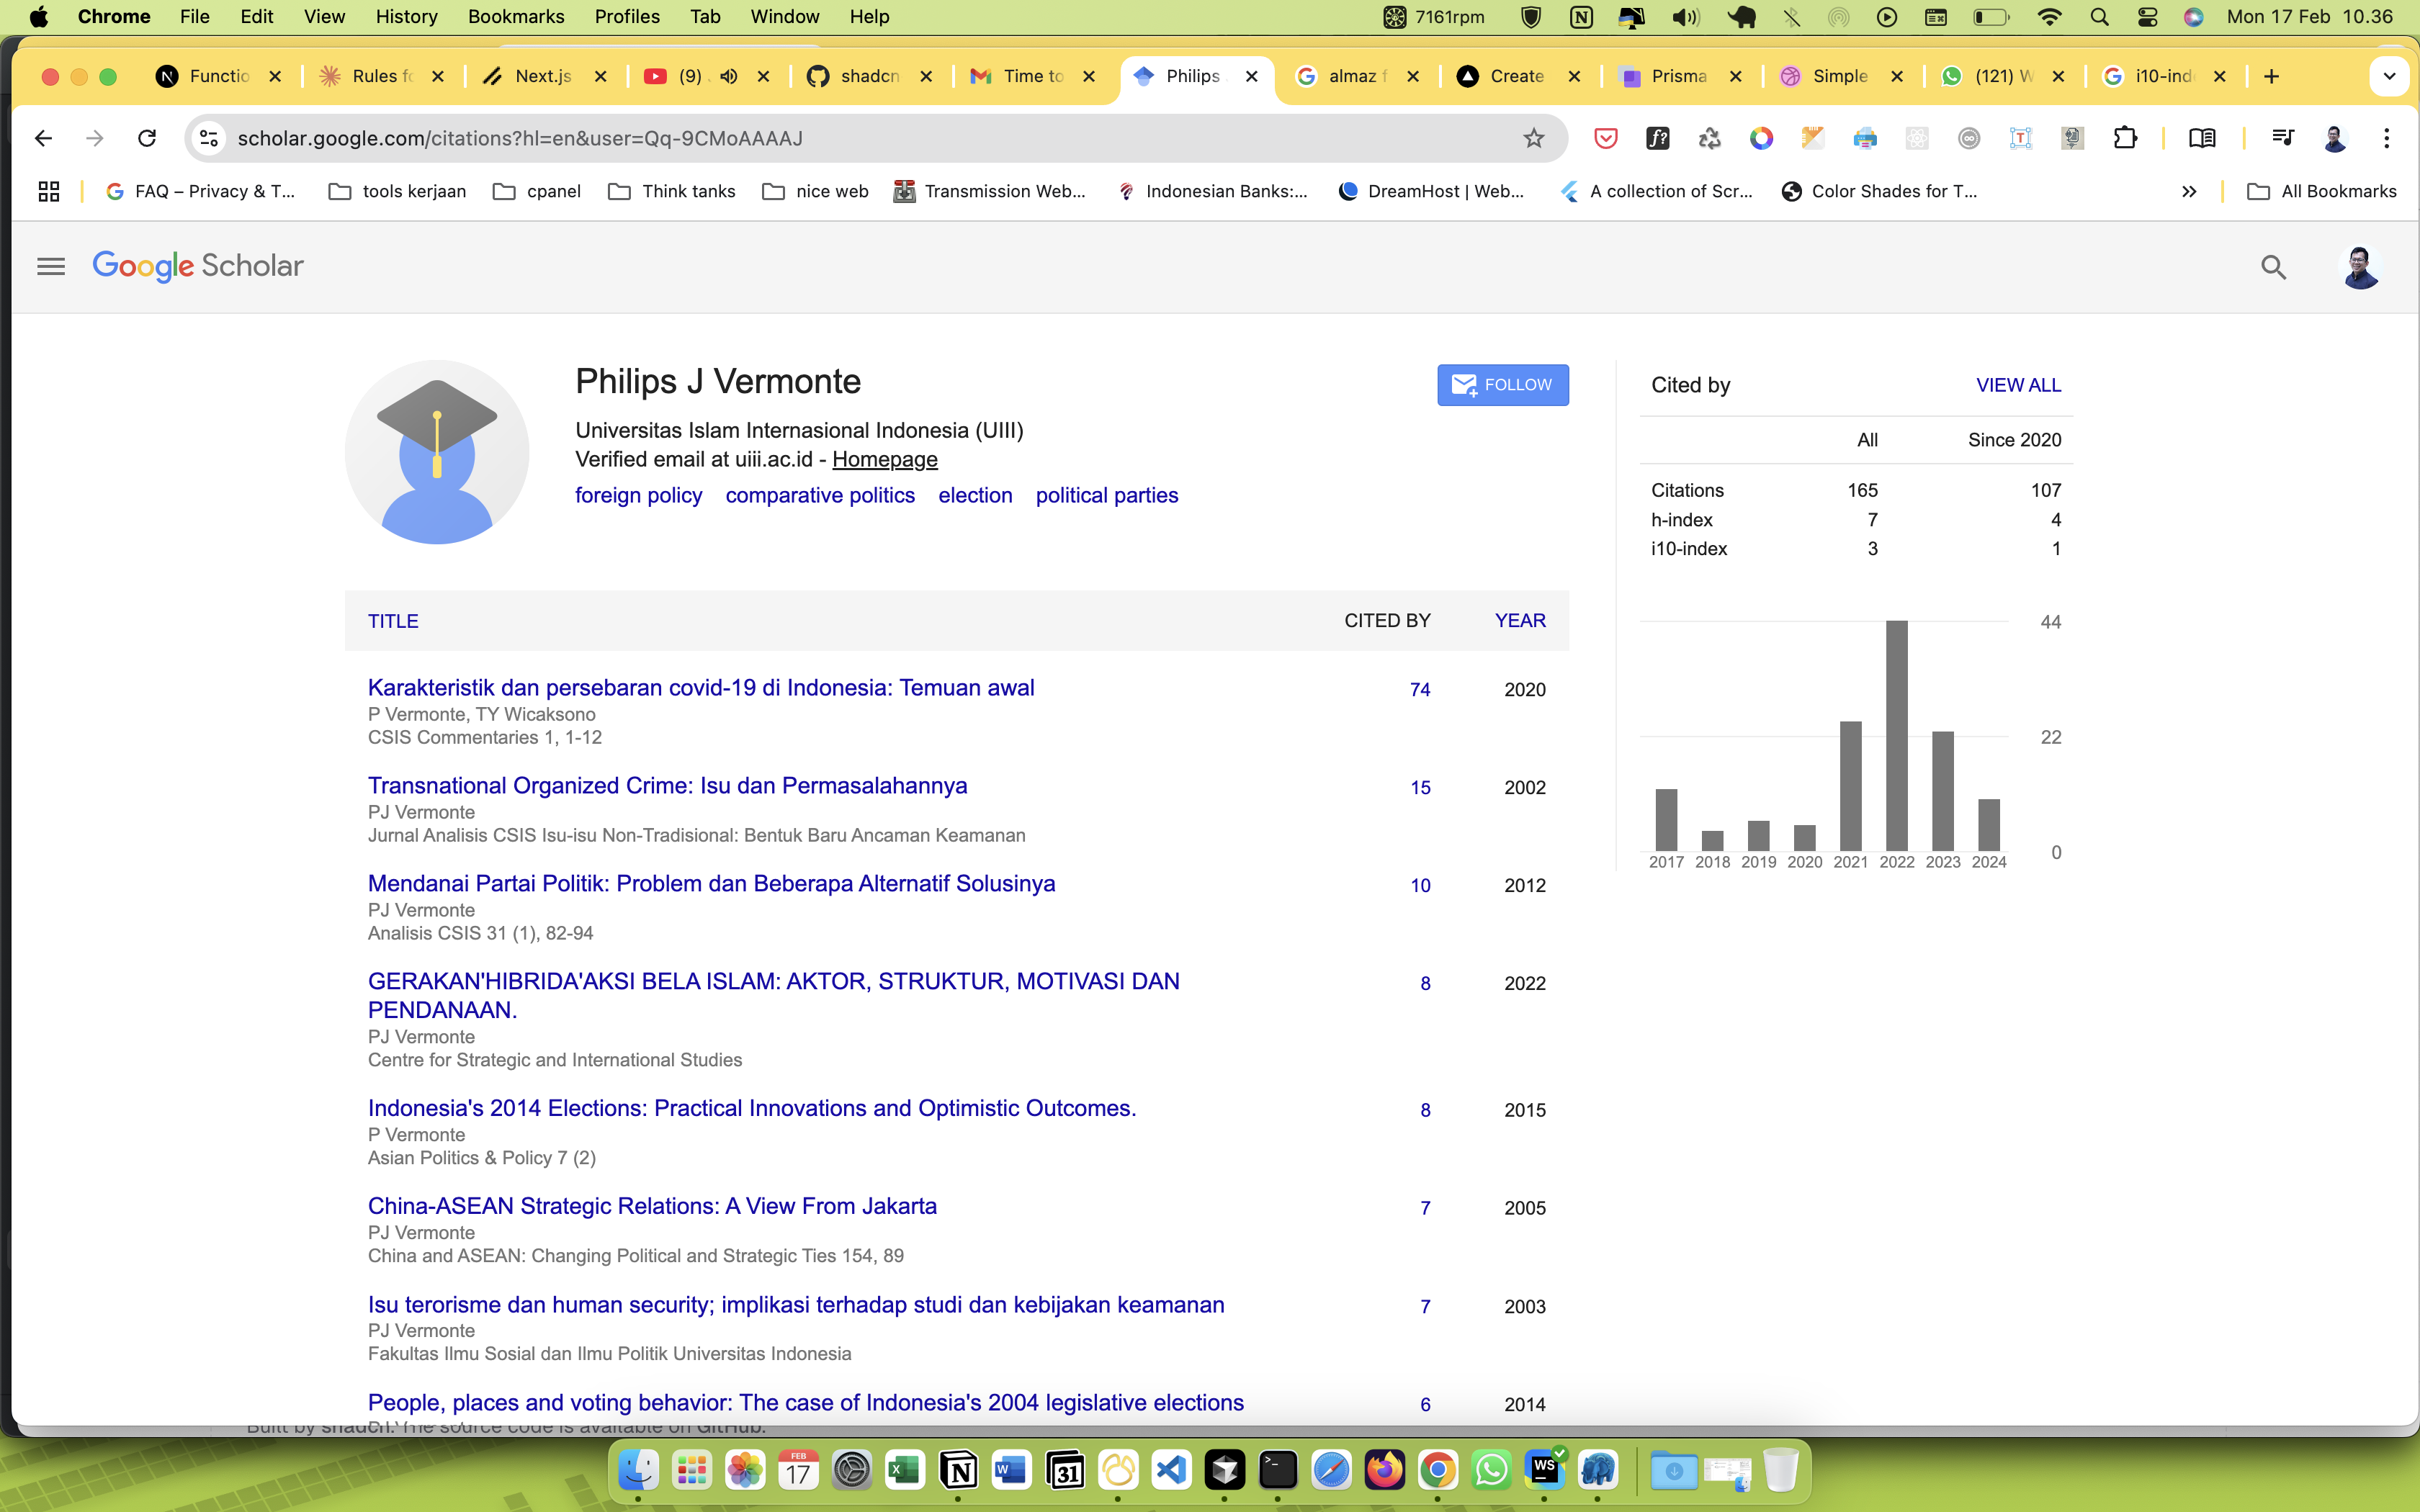 Chrome File Edit View History Bookmarks Profiles Tab Window Help 7161rpm Mon 17 Feb 10.36
Functio Rules fo Next.js (9) shadcn Time to Philips almaz f Create Prisma Simple (121) W i10-ind
scholar.google.com/citations?hl=en&user=Qq-9CMoAAAAJ
FAQ – Privacy & T... tools kerjaan cpanel Think tanks nice web Transmission Web... Indonesian Banks:... DreamHost | Web... A collection of Scr... Color Shades for T... » All Bookmarks
Google Scholar
Philips J Vermonte
FOLLOW
Universitas Islam Internasional Indonesia (UIII)
Verified email at uiii.ac.id - Homepage
foreign policy comparative politics election political parties
TITLE CITED BY YEAR
Karakteristik dan persebaran covid-19 di Indonesia: Temuan awal 74 2020
P Vermonte, TY Wicaksono
CSIS Commentaries 1, 1-12
Transnational Organized Crime: Isu dan Permasalahannya 15 2002
PJ Vermonte
Jurnal Analisis CSIS Isu-isu Non-Tradisional: Bentuk Baru Ancaman Keamanan
Mendanai Partai Politik: Problem dan Beberapa Alternatif Solusinya 10 2012
PJ Vermonte
Analisis CSIS 31 (1), 82-94
GERAKAN'HIBRIDA'AKSI BELA ISLAM: AKTOR, STRUKTUR, MOTIVASI DAN 8 2022
PENDANAAN.
PJ Vermonte
Centre for Strategic and International Studies
Indonesia's 2014 Elections: Practical Innovations and Optimistic Outcomes. 8 2015
P Vermonte
Asian Politics & Policy 7 (2)
China-ASEAN Strategic Relations: A View From Jakarta 7 2005
PJ Vermonte
China and ASEAN: Changing Political and Strategic Ties 154, 89
Isu terorisme dan human security; implikasi terhadap studi dan kebijakan keamanan 7 2003
PJ Vermonte
Fakultas Ilmu Sosial dan Ilmu Politik Universitas Indonesia
People, places and voting behavior: The case of Indonesia's 2004 legislative elections 6 2014
Cited by VIEW ALL
All Since 2020
Citations 165 107
h-index 7 4
i10-index 3 1
44
22
0
2017 2018 2019 2020 2021 2022 2023 2024
Built by shadcn. The source code is available on GitHub.
FEB
17
31
WS